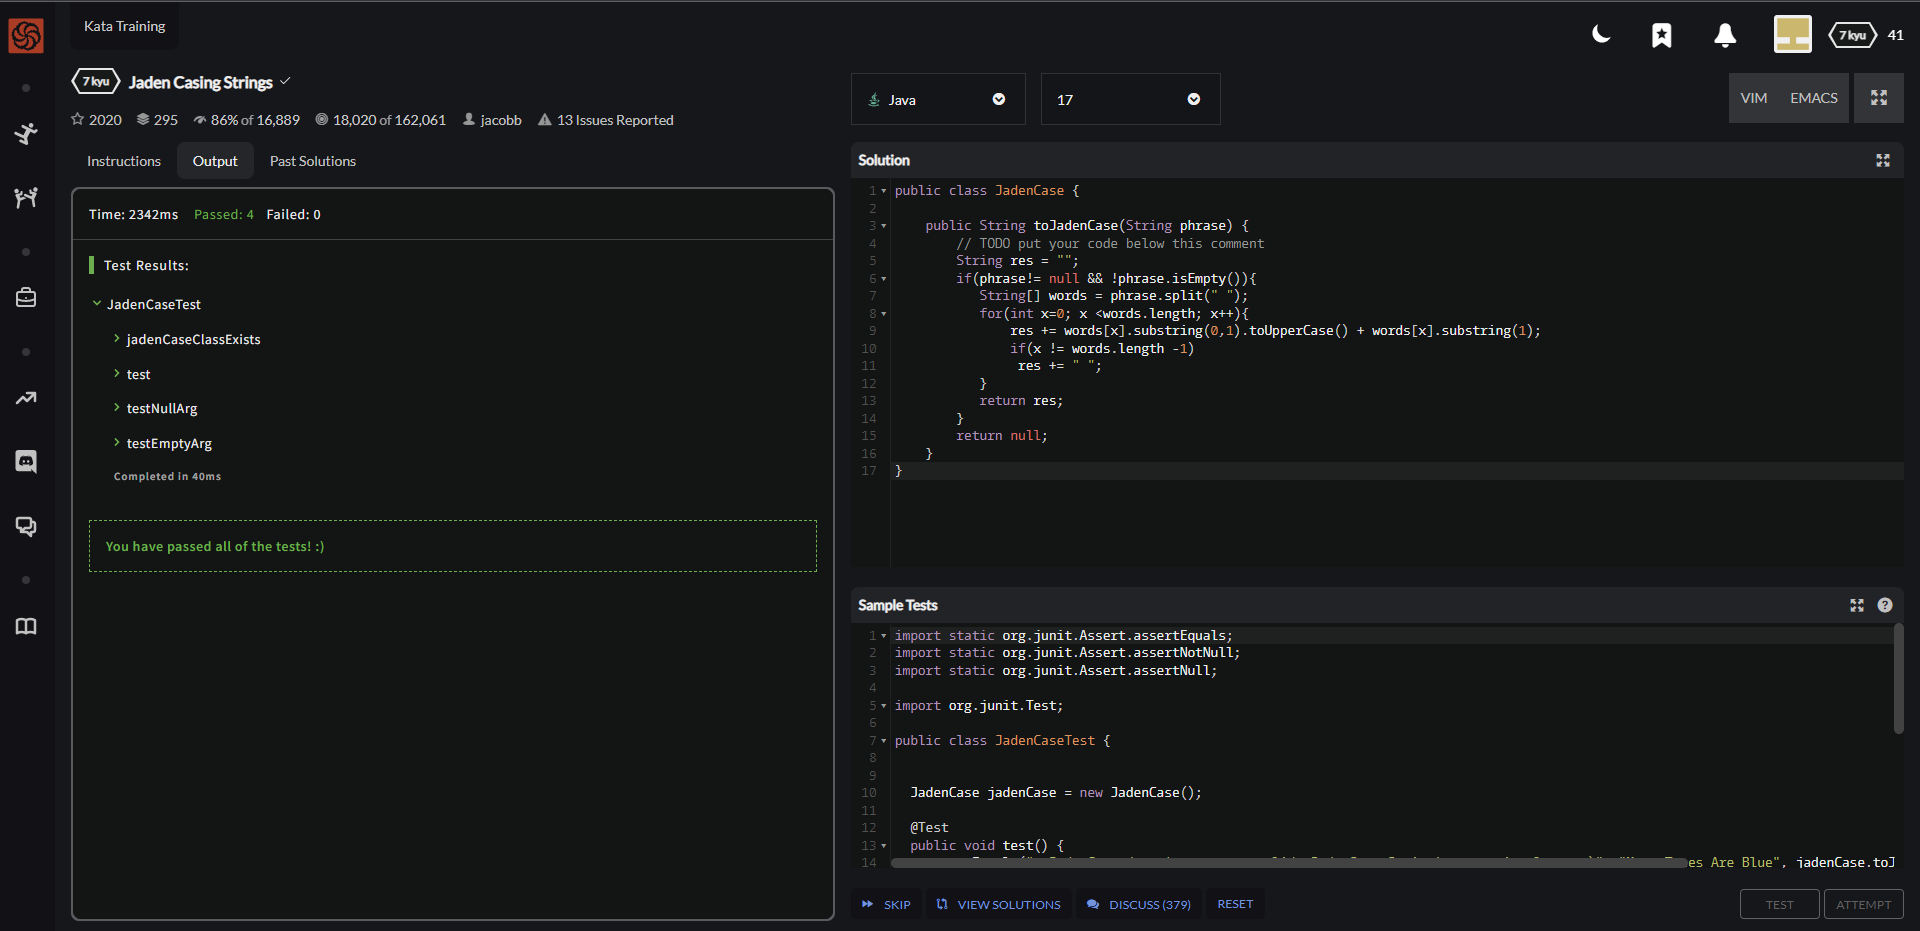 Kata Training
7 kyu 41
7 kyu Jaden Casing Strings
2020 295 86% of 16,889 18,020 of 162,061 jacobb 13 Issues Reported
Instructions Output Past Solutions
Time: 2342ms Passed: 4 Failed: 0
Test Results:
JadenCaseTest
jadenCaseClassExists
test
testNullArg
testEmptyArg
Completed in 40ms
You have passed all of the tests! :)
Java 17 VIM EMACS
Solution
1 public class JadenCase {
2
3 public String toJadenCase(String phrase) {
4 // TODO put your code below this comment
5 String res = "";
6 if(phrase!= null && !phrase.isEmpty()){
7 String[] words = phrase.split(" ");
8 for(int x=0; x <words.length; x++){
9 res += words[x].substring(0,1).toUpperCase() + words[x].substring(1);
10 if(x != words.length -1)
11 res += " ";
12 }
13 return res;
14 }
15 return null;
16 }
17 }
Sample Tests
1 import static org.junit.Assert.assertEquals;
2 import static org.junit.Assert.assertNotNull;
3 import static org.junit.Assert.assertNull;
4
5 import org.junit.Test;
6
7 public class JadenCaseTest {
8
9
10 JadenCase jadenCase = new JadenCase();
11
12 @Test
13 public void test() {
14 es Are Blue", jadenCase.toJ
SKIP VIEW SOLUTIONS DISCUSS (379) RESET TEST ATTEMPT